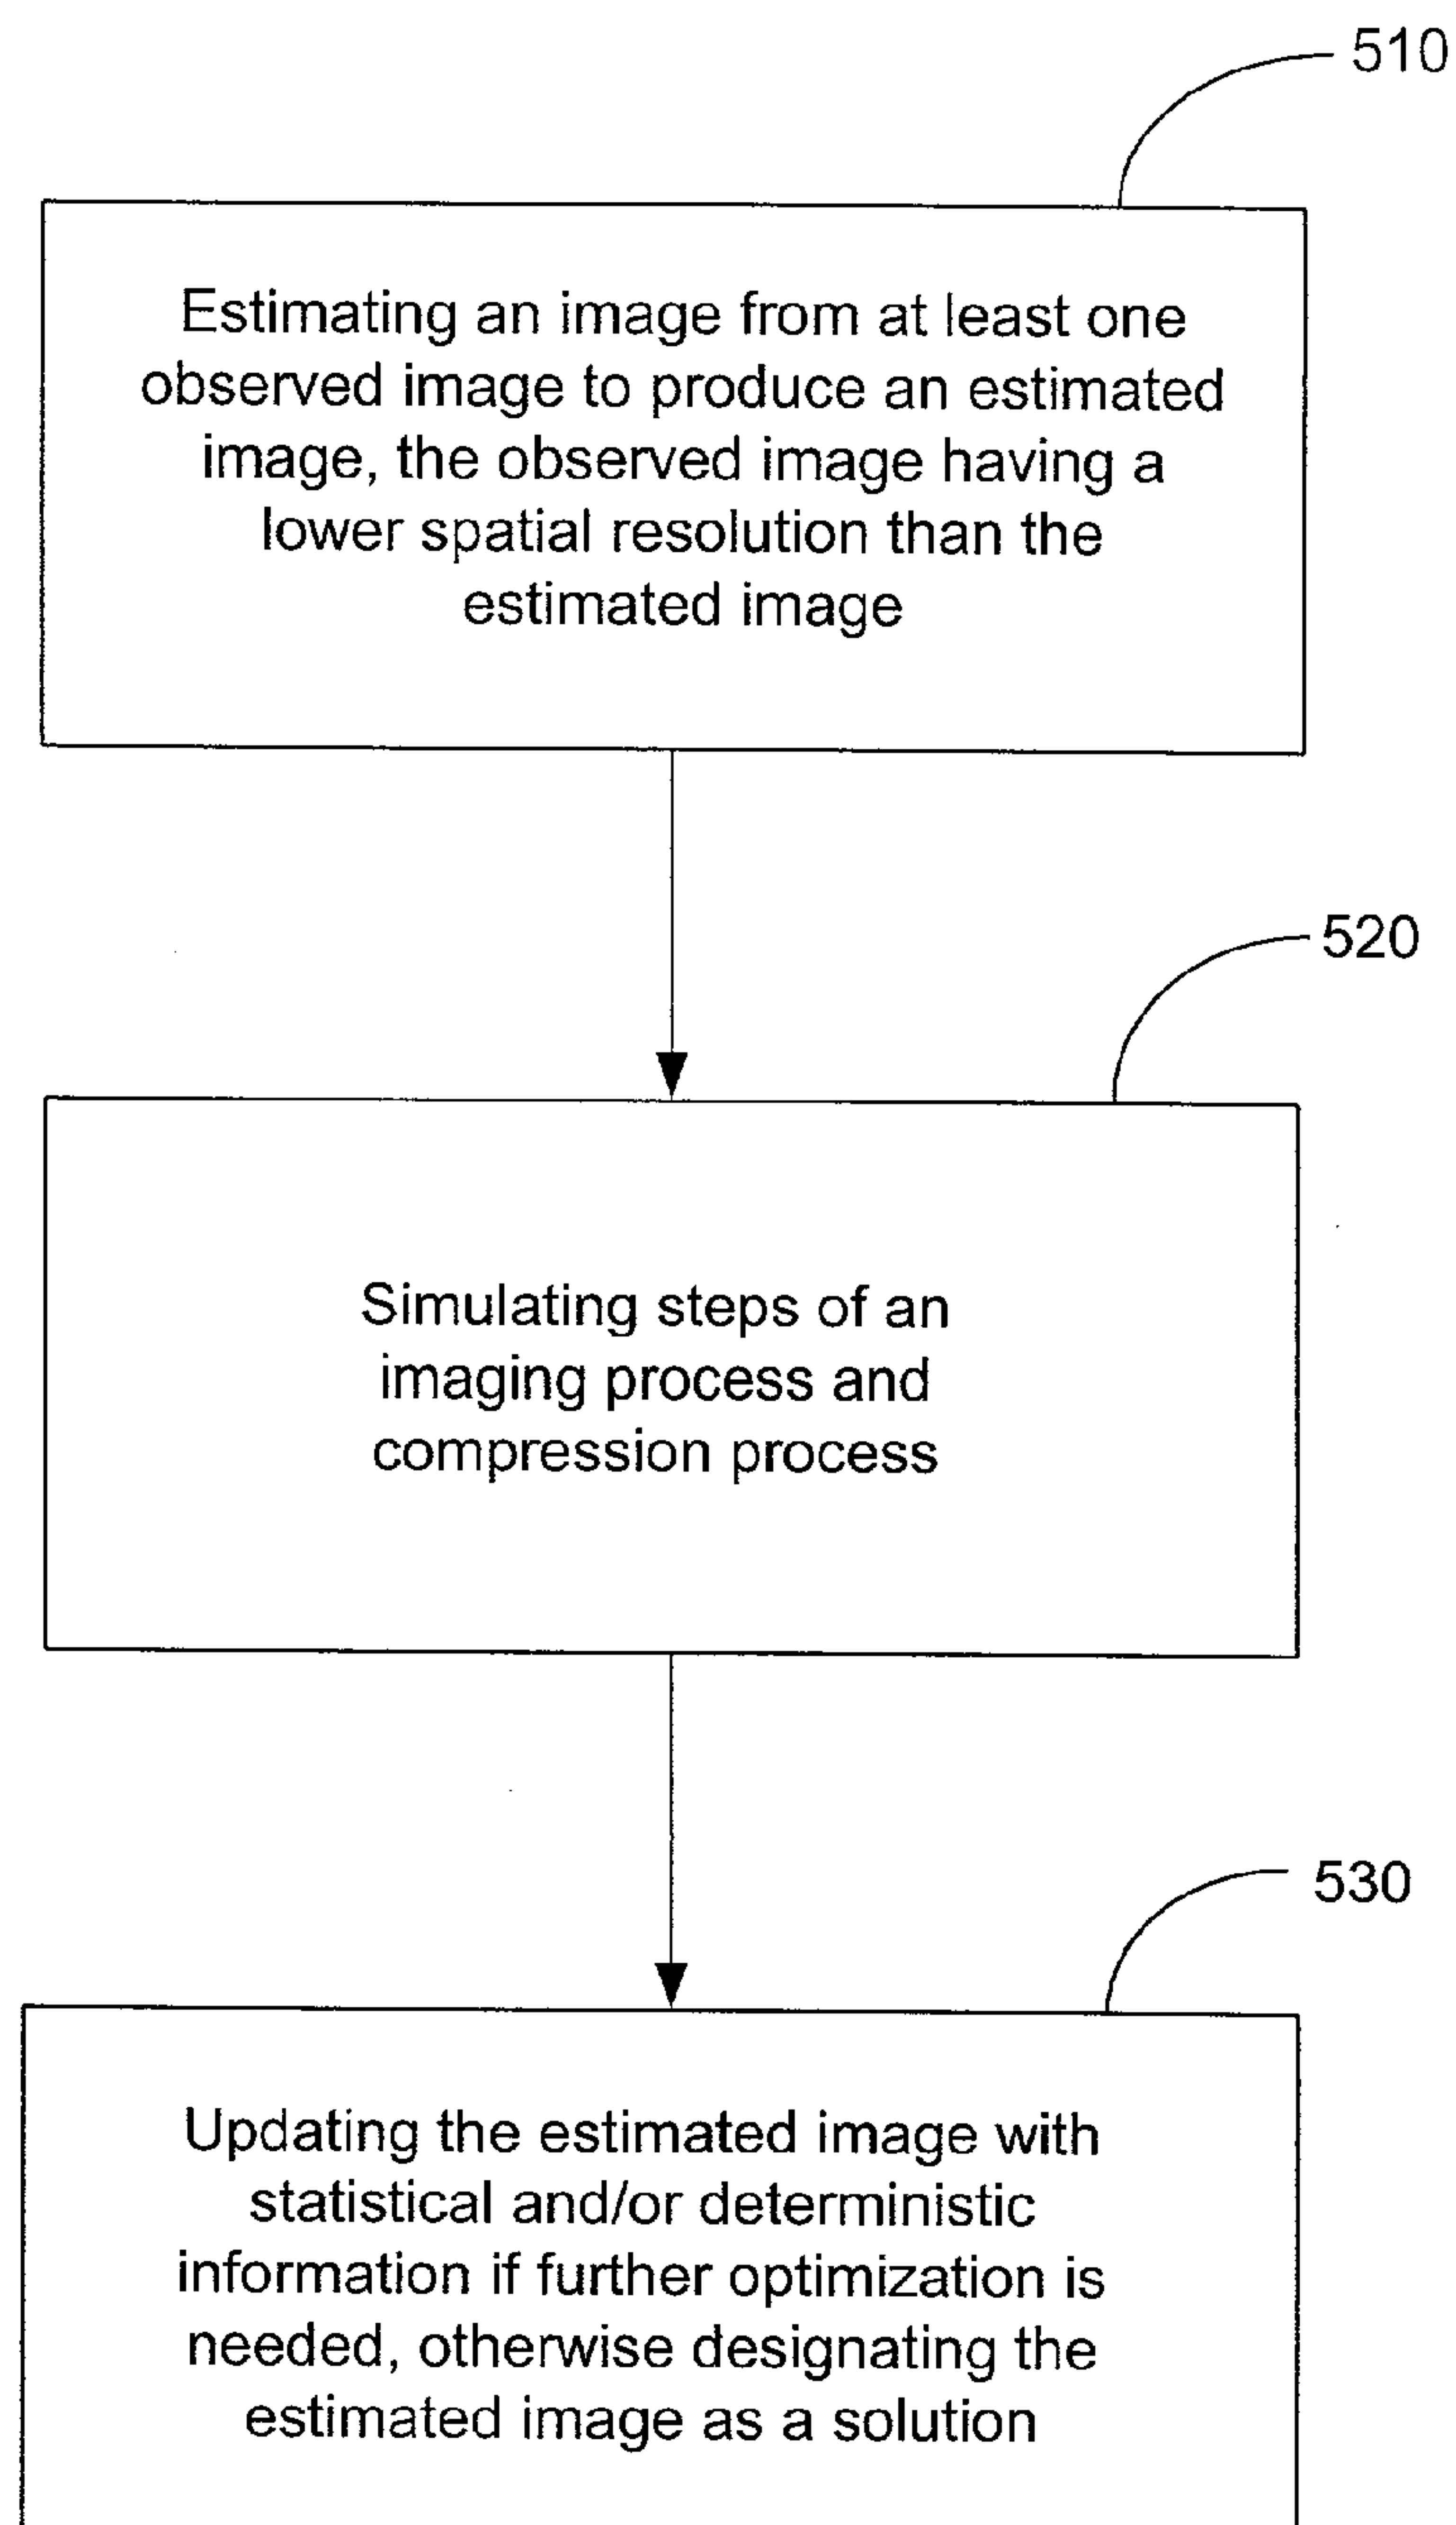 510
Estimating an image from at least one
observed image to produce an estimated
image, the observed image having a
lower spatial resolution than the
estimated image
520
Simulating steps of an
imaging process and
compression process
530
Updating the estimated image with
statistical and/or deterministic
information if further optimization is
needed, otherwise designating the
estimated image as a solution